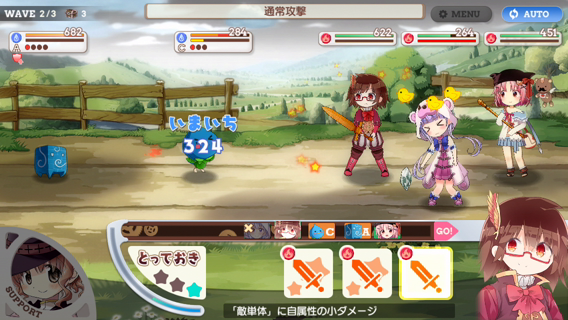 WAVE 2/3
3
通常攻撃
MENU
AUTO
682
284
622
264
451
A
C
いまいち
324
C
A
GO!
とっておき
SUPPORT
「敵単体」に自属性の小ダメージ